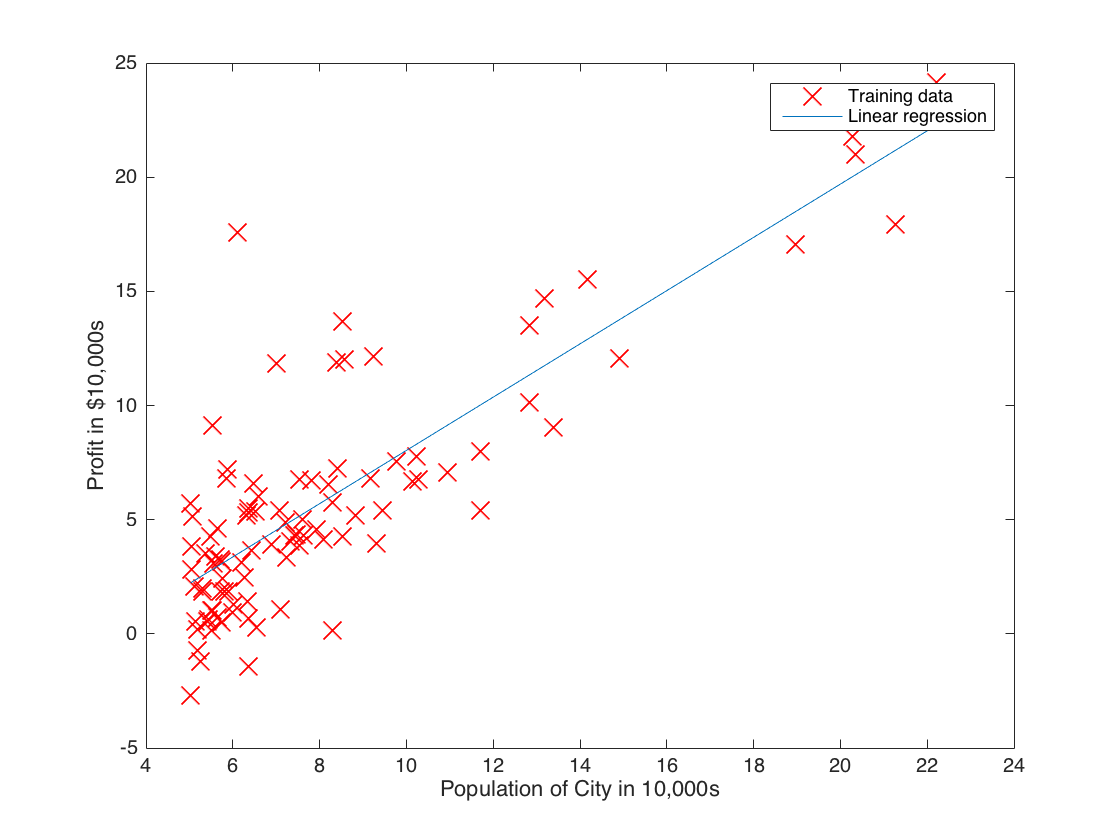 25
20
15
10
5
0
-5
4 6 8 10 12 14 16 18 20 22 24
Training data
Linear regression
Profit in $10,000s
Population of City in 10,000s